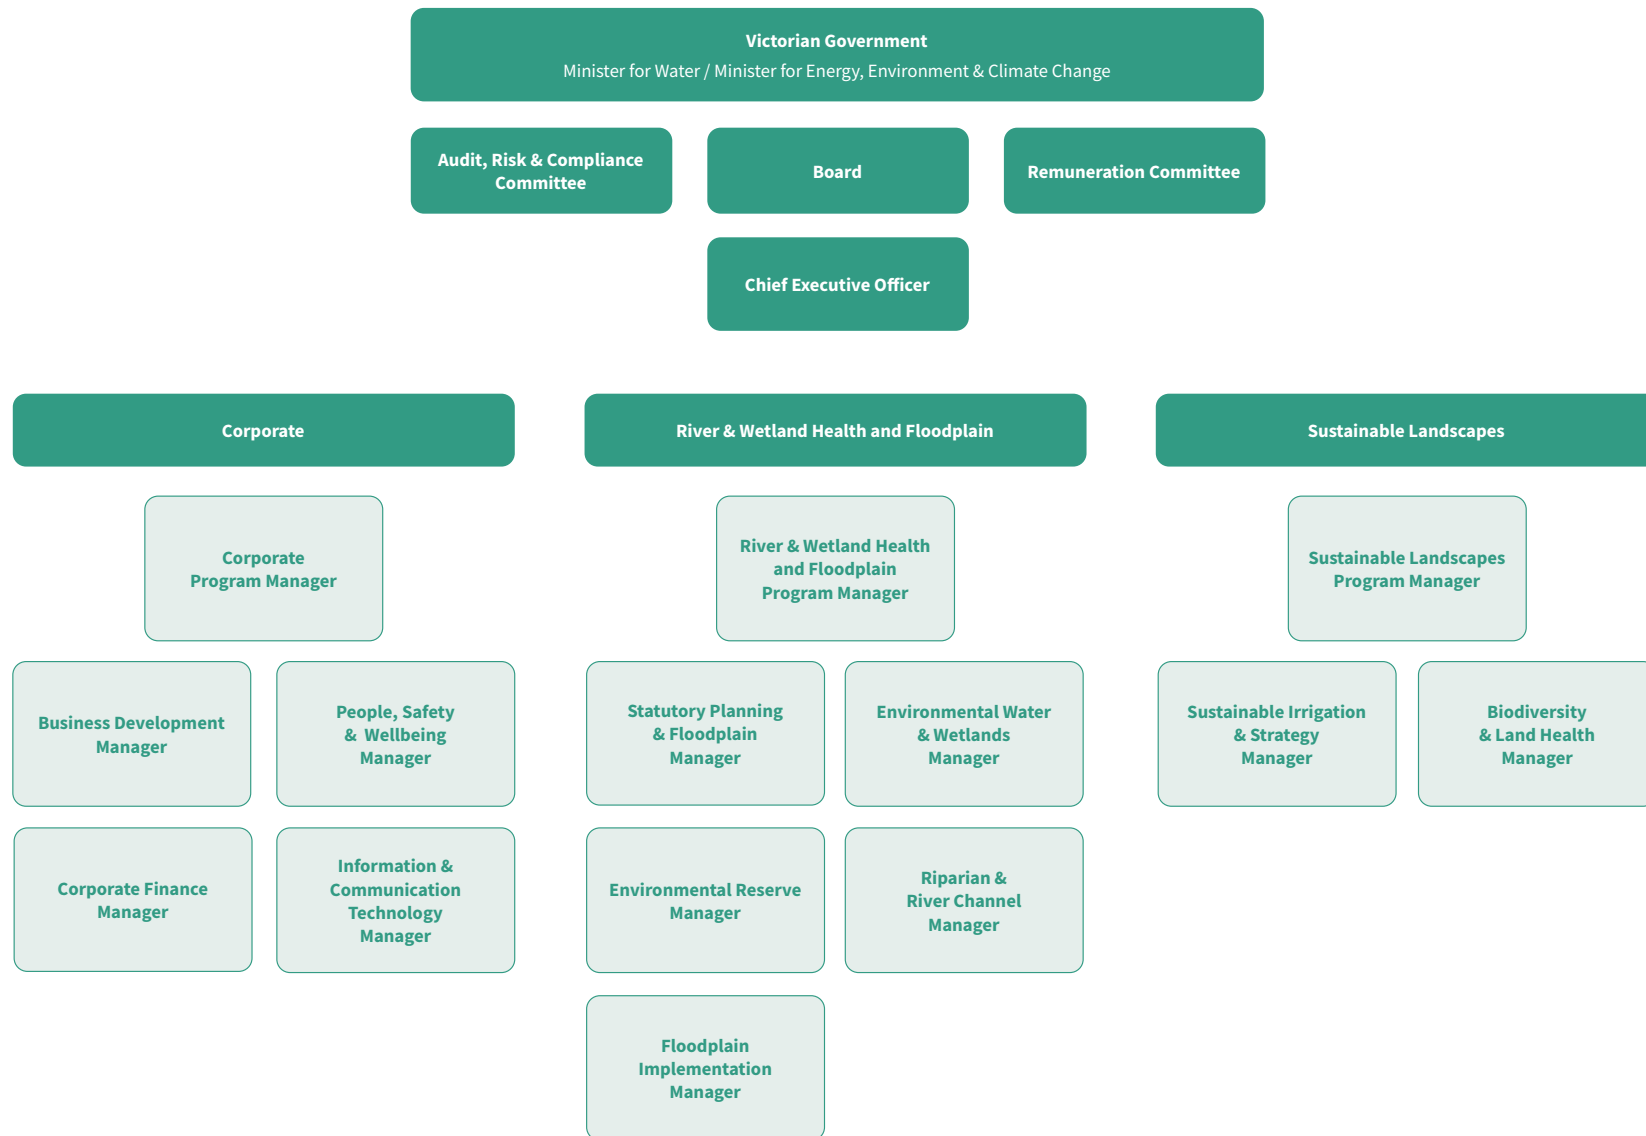 Victorian Government
Minister for Water / Minister for Energy, Environment & Climate Change
Audit, Risk & Compliance
Committee
Board
Remuneration Committee
Chief Executive Officer
Corporate
River & Wetland Health and Floodplain
Sustainable Landscapes
Corporate
Program Manager
River & Wetland Health
and Floodplain
Program Manager
Sustainable Landscapes
Program Manager
Business Development
Manager
People, Safety
& Wellbeing
Manager
Statutory Planning
& Floodplain
Manager
Environmental Water
& Wetlands
Manager
Sustainable Irrigation
& Strategy
Manager
Biodiversity
& Land Health
Manager
Corporate Finance
Manager
Information &
Communication
Technology
Manager
Environmental Reserve
Manager
Riparian &
River Channel
Manager
Floodplain
Implementation
Manager